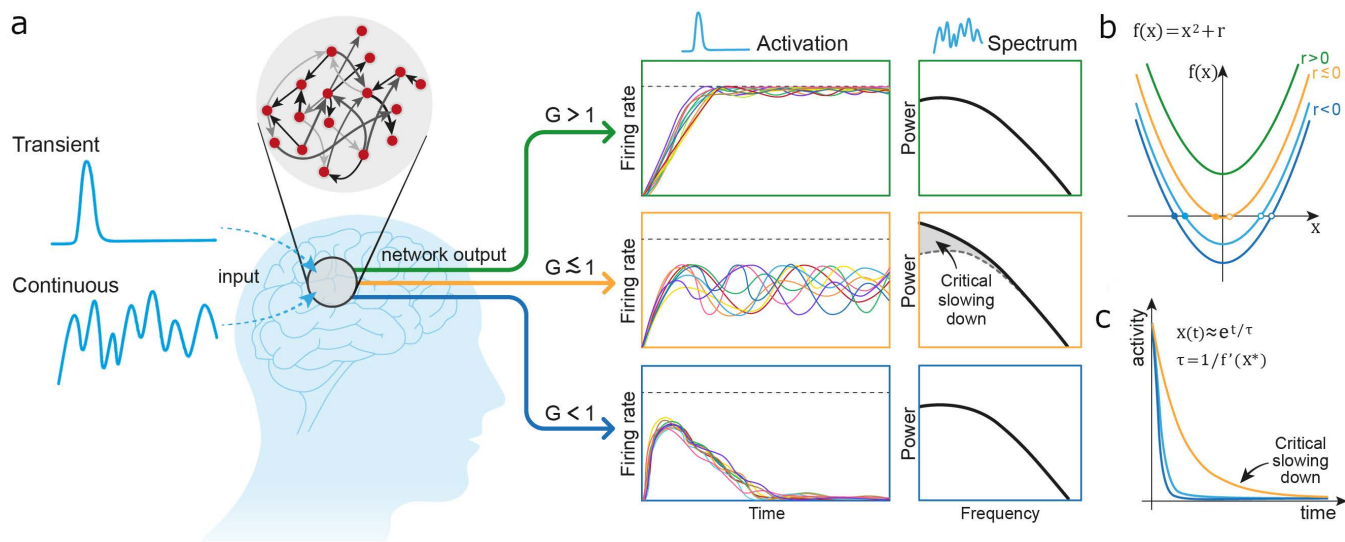 a
Transient
Continuous
input
network output
G > 1
G ≲ 1
G < 1
Activation
Spectrum
Firing rate
Power
Firing rate
Power
Critical
slowing
down
Firing rate
Power
Time
Frequency
b
f(x)=x²+r
f(x)
r>0
r≲0
r<0
x
c
activity
x(t)≈e^t/τ
τ=1/f'(x*)
Critical
slowing
down
time